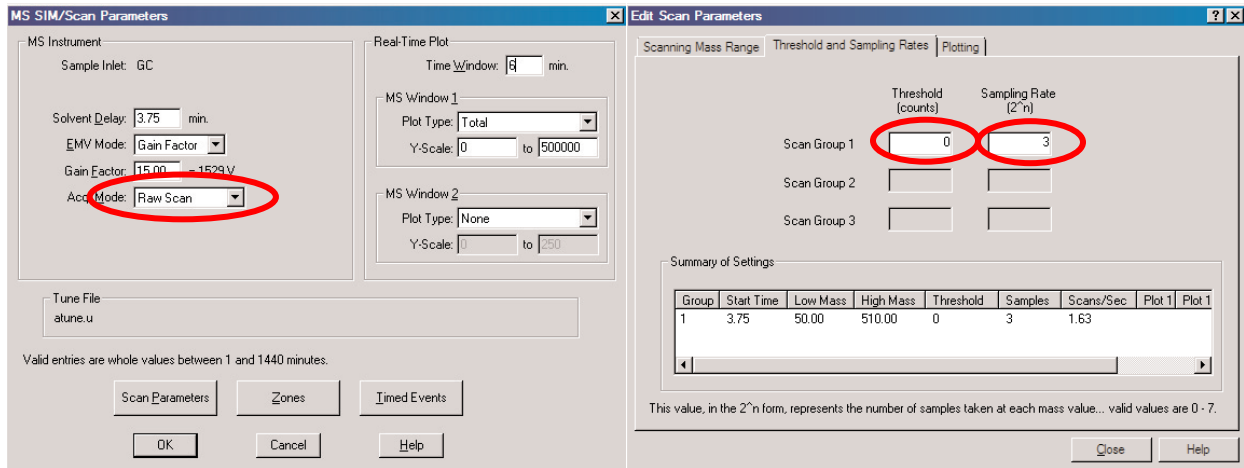 MS SIM/Scan Parameters
MS Instrument
Sample Inlet: GC
Solvent Delay: 3.75 min.
EMV Mode: Gain Factor
Gain Factor: 15.00 = 1529 V
Acq. Mode: Raw Scan
Real-Time Plot
Time Window: 6 min.
MS Window 1
Plot Type: Total
Y-Scale: 0 to 500000
MS Window 2
Plot Type: None
Y-Scale: 0 to 250
Tune File
atune.u
Valid entries are whole values between 1 and 1440 minutes.
Scan Parameters Zones Timed Events
OK Cancel Help
Edit Scan Parameters
Scanning Mass Range Threshold and Sampling Rates Plotting
Threshold Sampling Rate
(counts) (2^n)
Scan Group 1 0 3
Scan Group 2
Scan Group 3
Summary of Settings
Group Start Time Low Mass High Mass Threshold Samples Scans/Sec Plot 1 Plot 1
1 3.75 50.00 510.00 0 3 1.63
This value, in the 2^n form, represents the number of samples taken at each mass value... valid values are 0 - 7.
Close Help